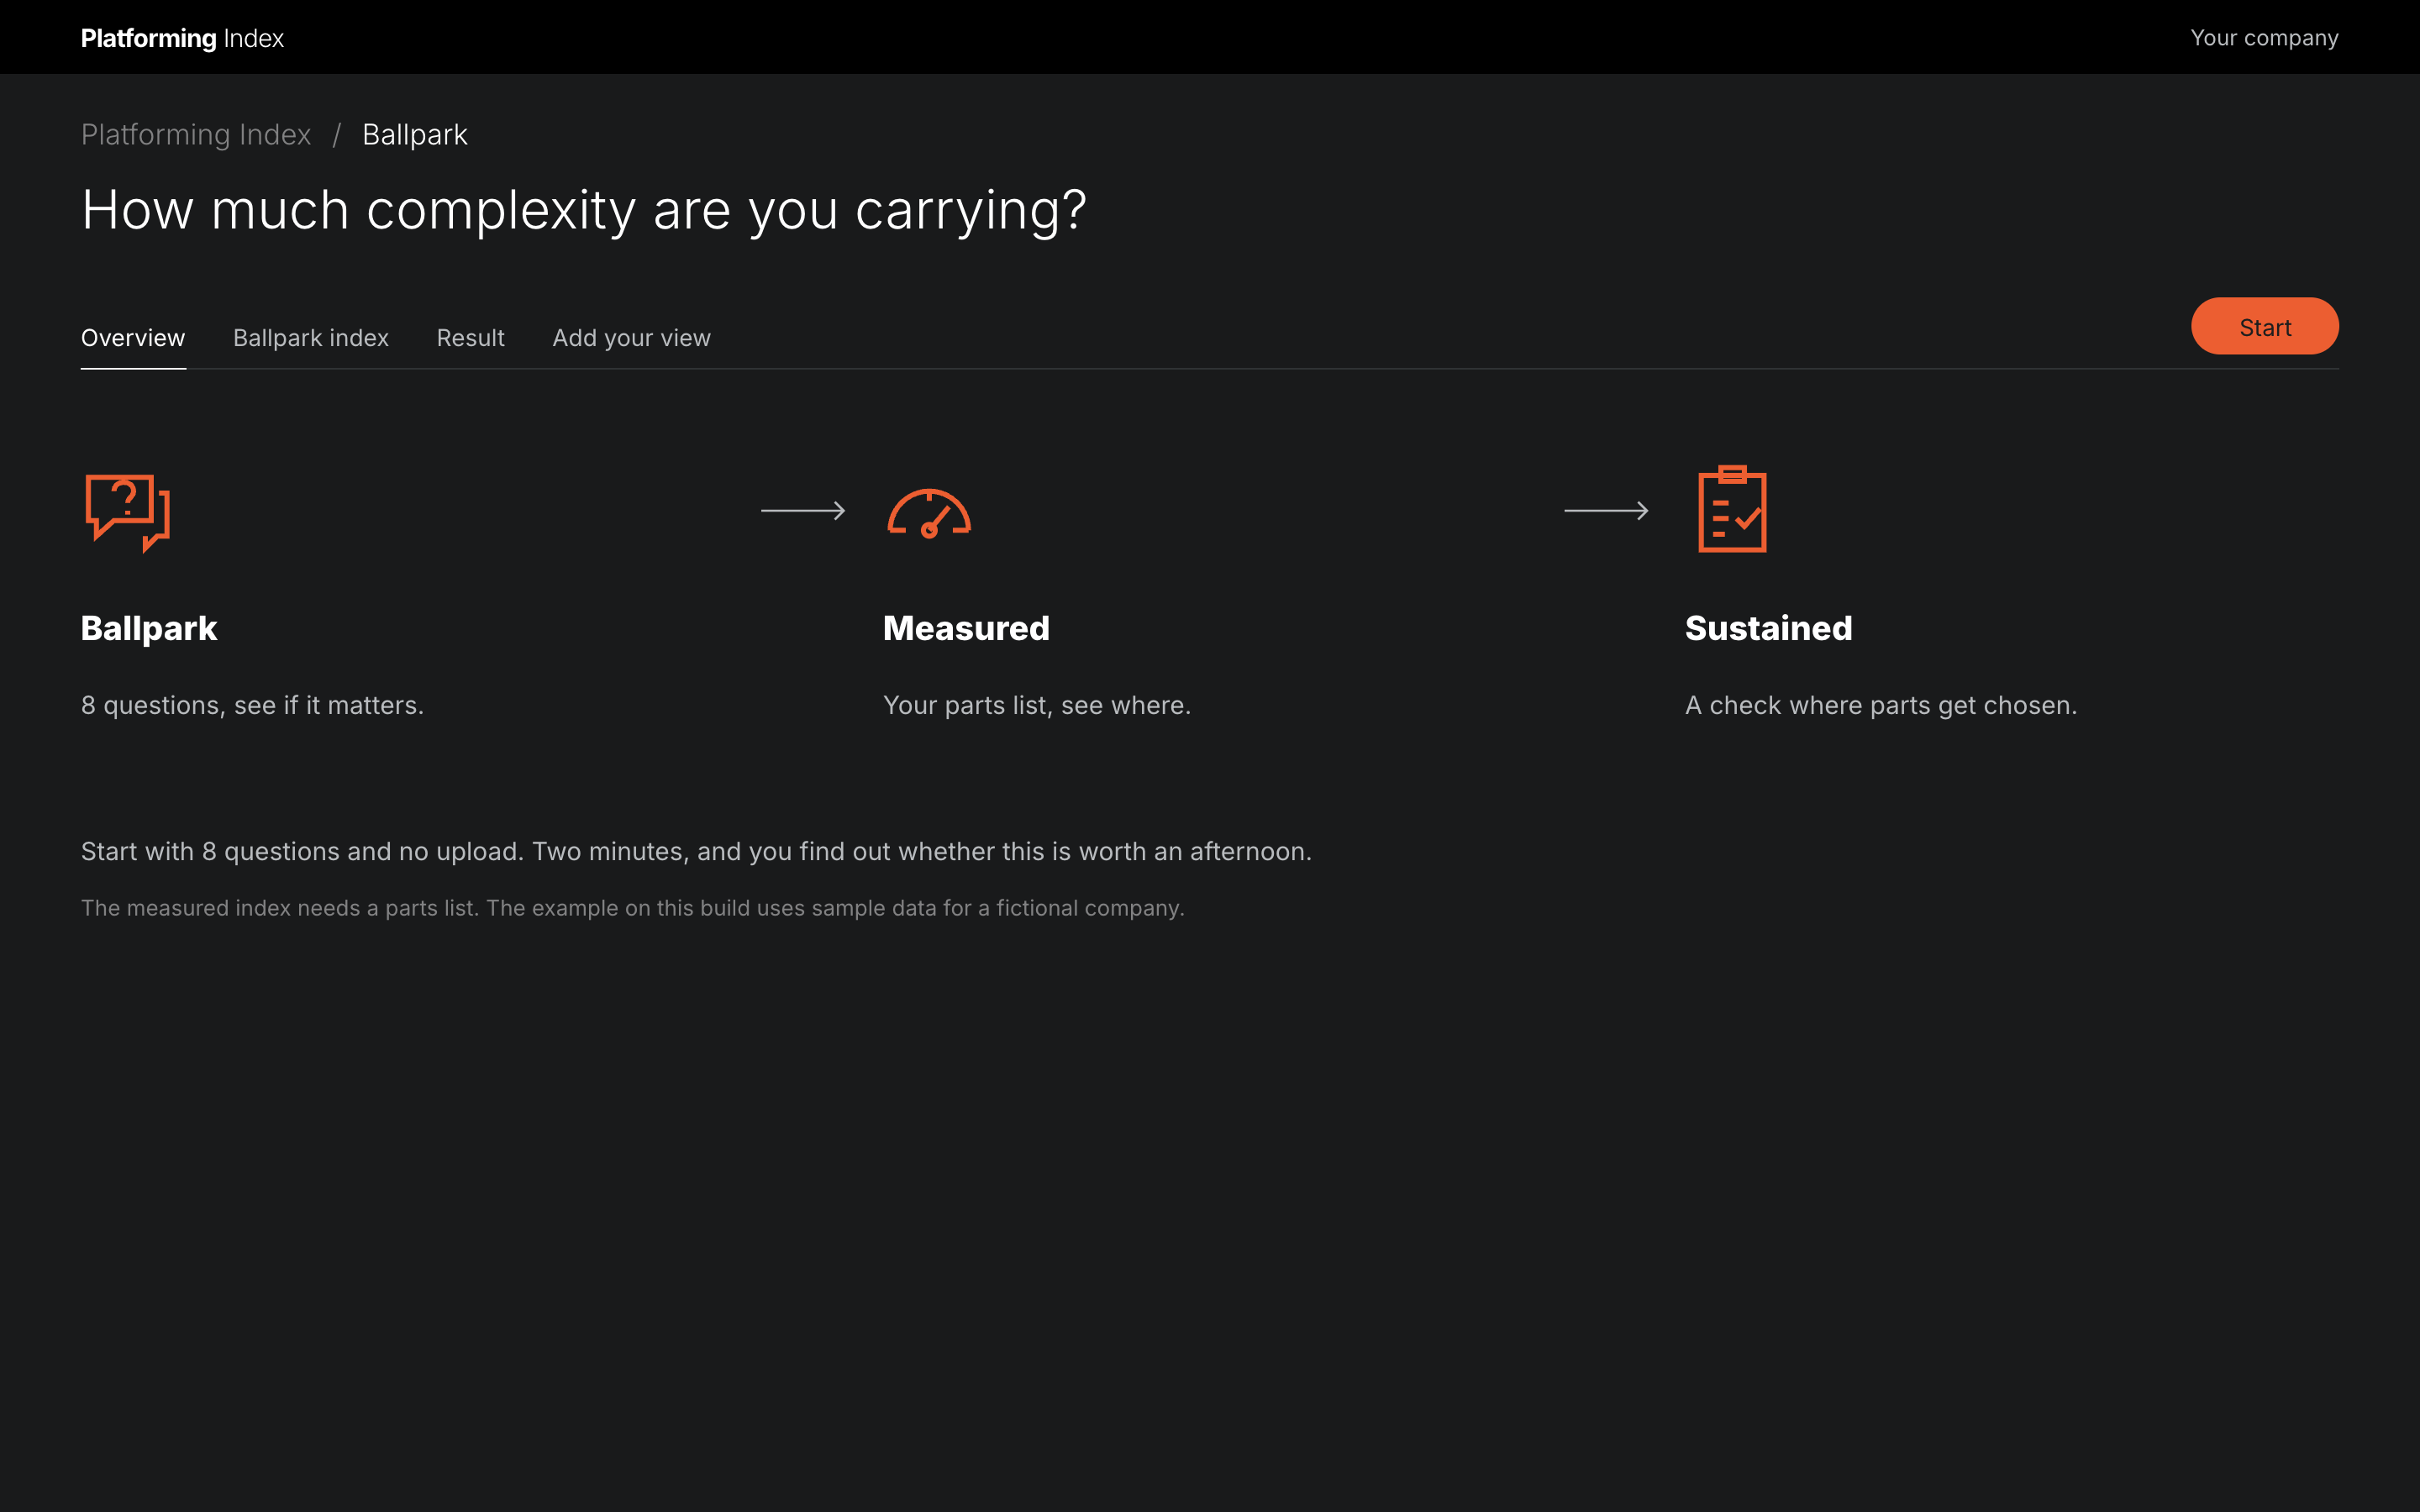 Platforming Index
Your company
Platforming Index / Ballpark
How much complexity are you carrying?
Overview
Ballpark index
Result
Add your view
Start
?
Ballpark
8 questions, see if it matters.
Measured
Your parts list, see where.
Sustained
A check where parts get chosen.
Start with 8 questions and no upload. Two minutes, and you find out whether this is worth an afternoon.
The measured index needs a parts list. The example on this build uses sample data for a fictional company.